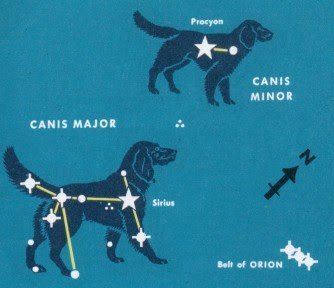 Procyon
CANIS
MINOR
CANIS MAJOR
N
Sirius
Belt of ORION